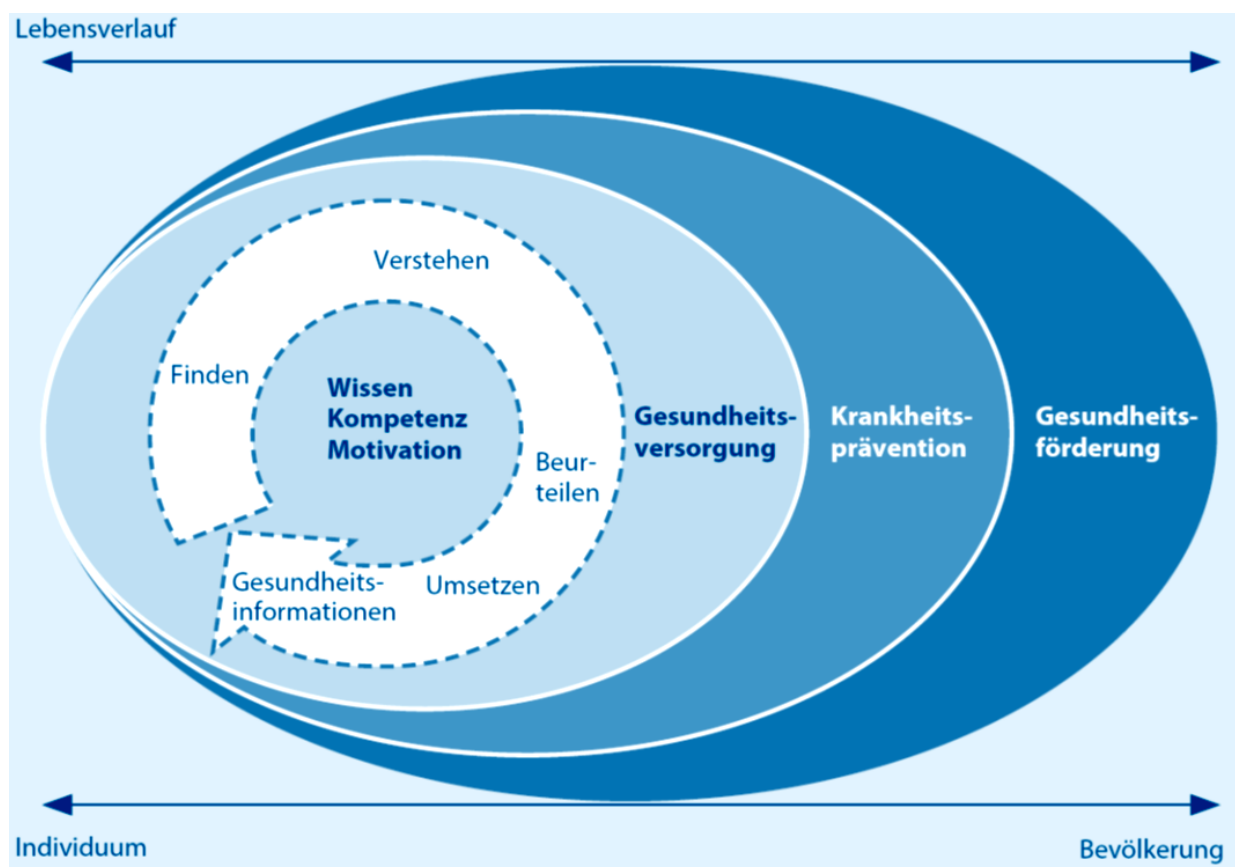 Lebensverlauf
Verstehen
Finden
Wissen
Kompetenz
Motivation
Beur-
teilen
Umsetzen
Gesundheits-
informationen
Gesundheits-
versorgung
Krankheits-
prävention
Gesundheits-
förderung
Individuum
Bevölkerung